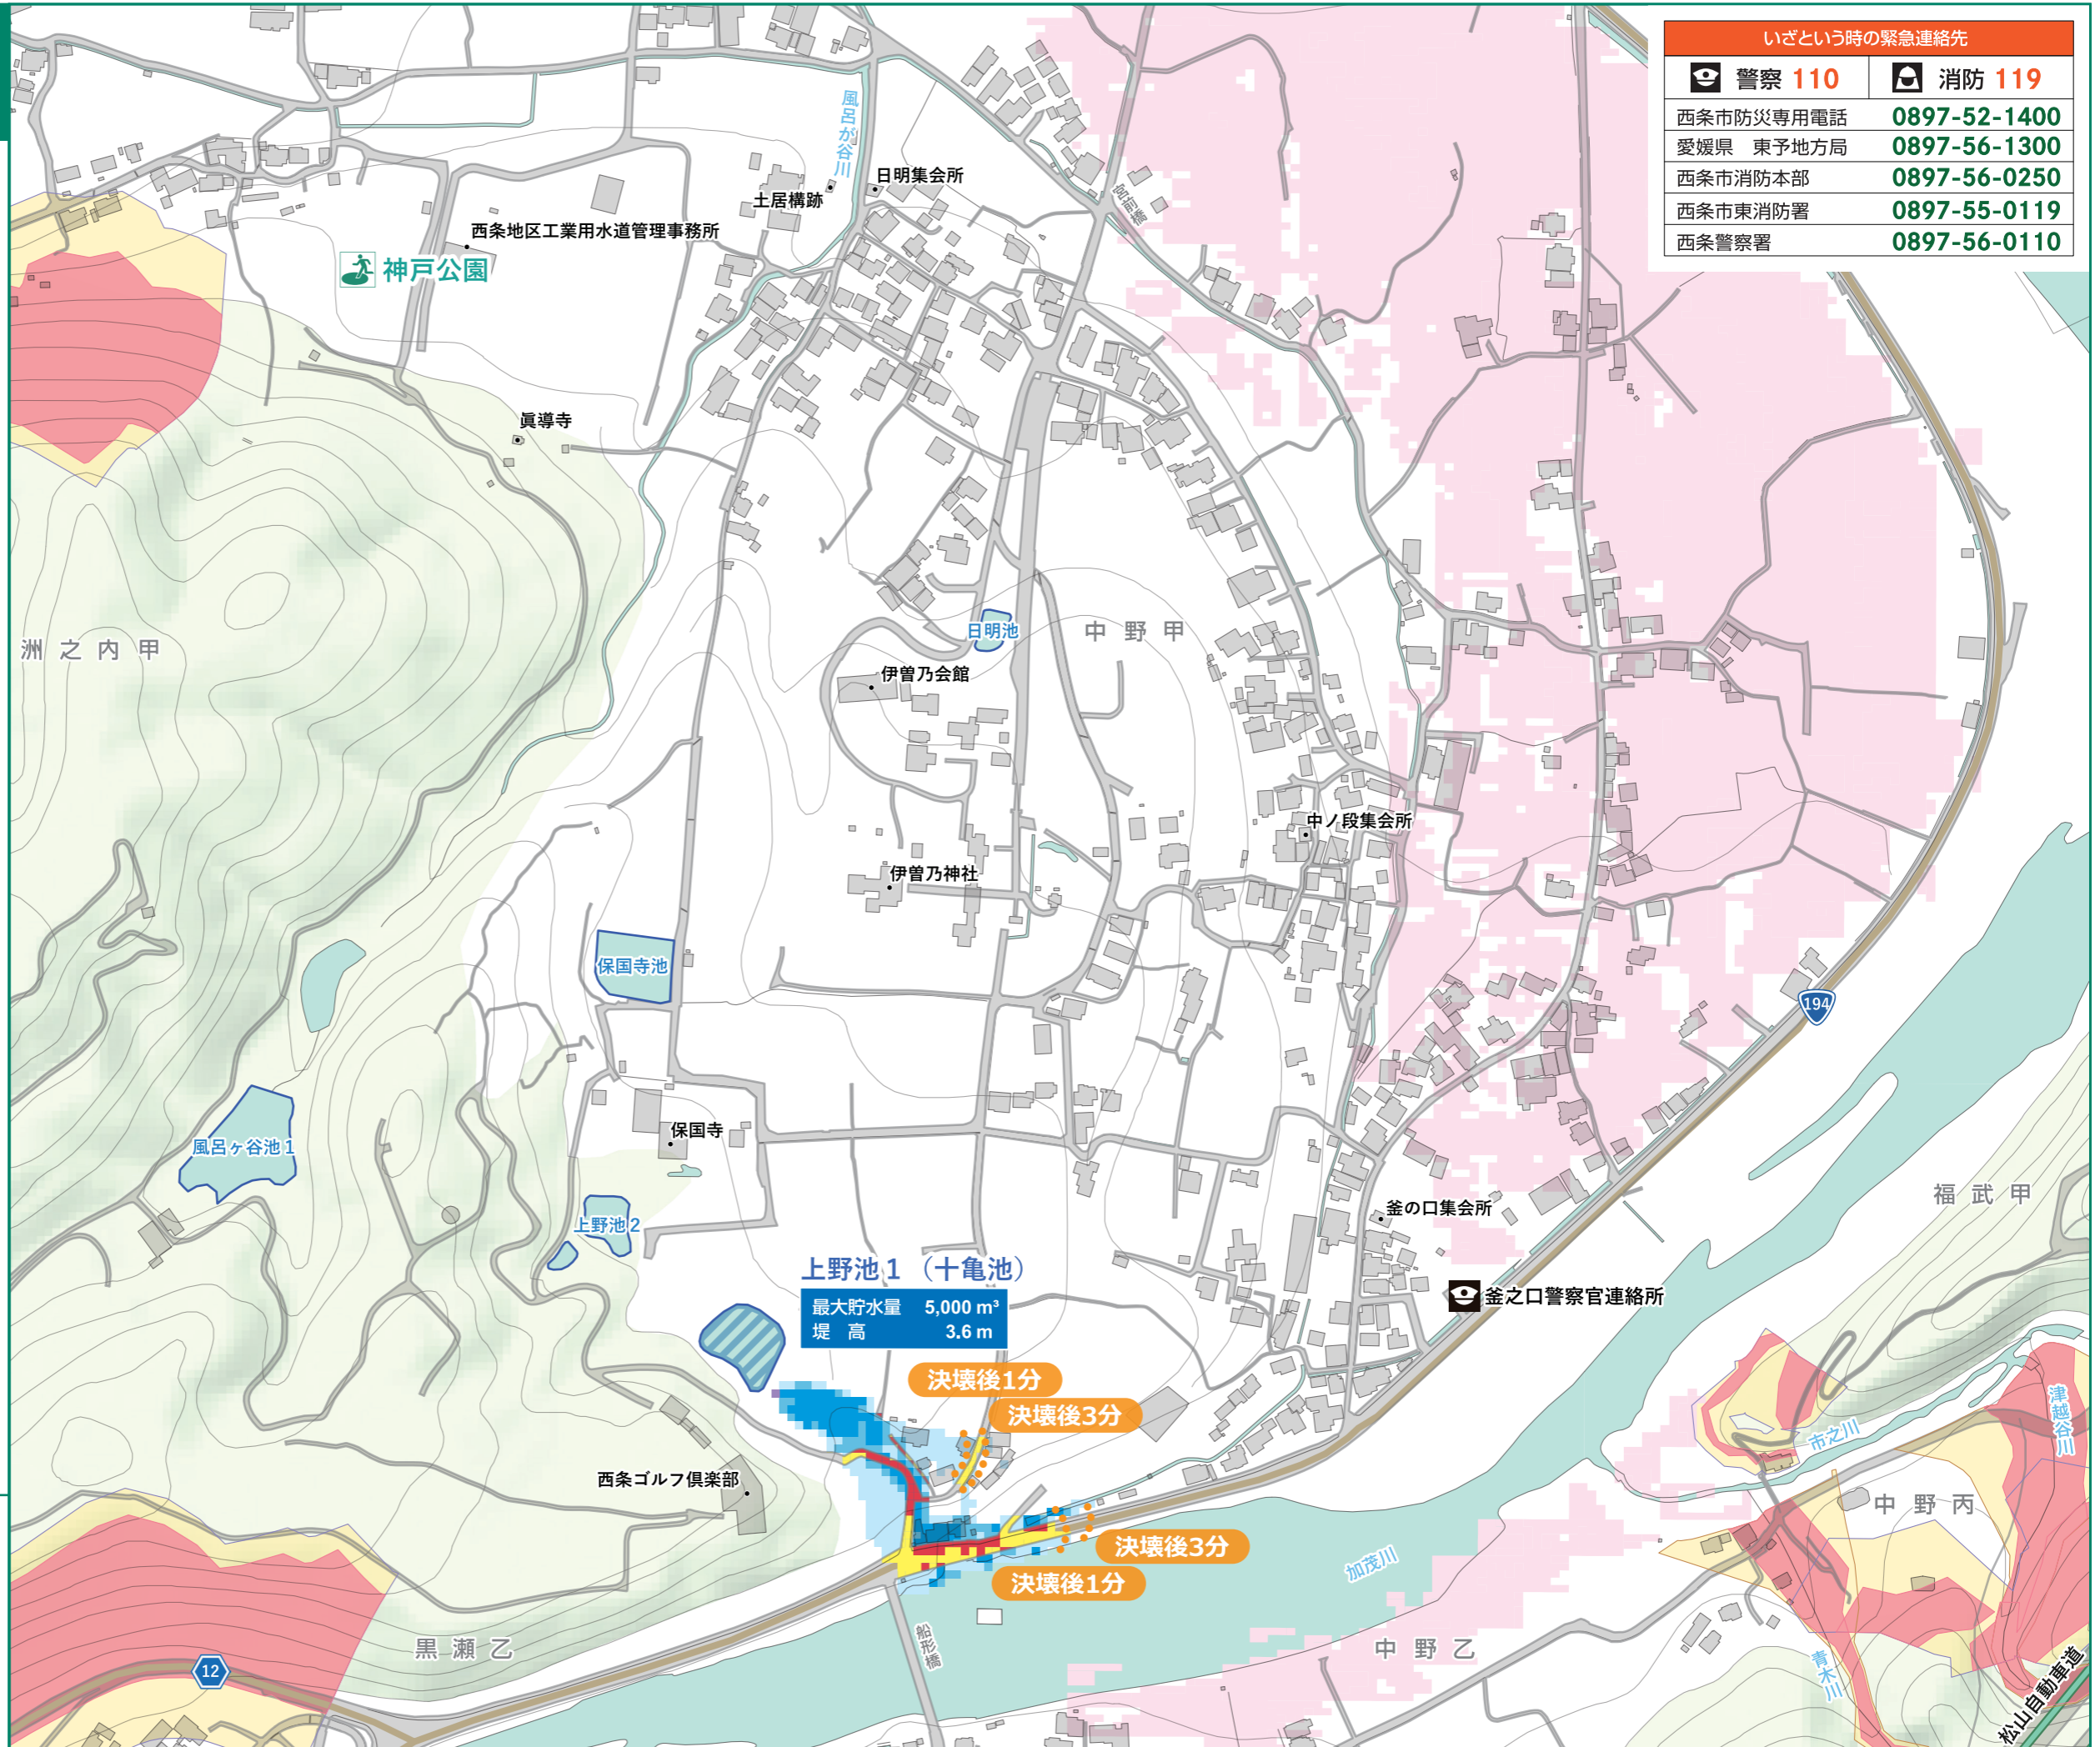 いざという時の緊急連絡先
警察 110
消防 119
西条市防災専用電話 0897-52-1400
愛媛県　東予地方局 0897-56-1300
西条市消防本部 0897-56-0250
西条市東消防署 0897-55-0119
西条警察署 0897-56-0110
風呂が谷川
日明集会所
土居構跡
宮前橋
西条地区工業用水道管理事務所
神戸公園
眞導寺
洲之内甲
日明池
中野甲
伊曽乃会館
中ノ段集会所
伊曽乃神社
保国寺池
194
保国寺
風呂ヶ谷池1
上野池2
福武甲
釜の口集会所
上野池1（十亀池）
最大貯水量 5,000 m³
堤　高 3.6 m
釜之口警察官連絡所
決壊後1分
決壊後3分
市之川
津越谷川
西条ゴルフ倶楽部
中野丙
決壊後3分
加茂川
決壊後1分
船形橋
黒瀬乙
中野乙
12
青木川
松山自動車道